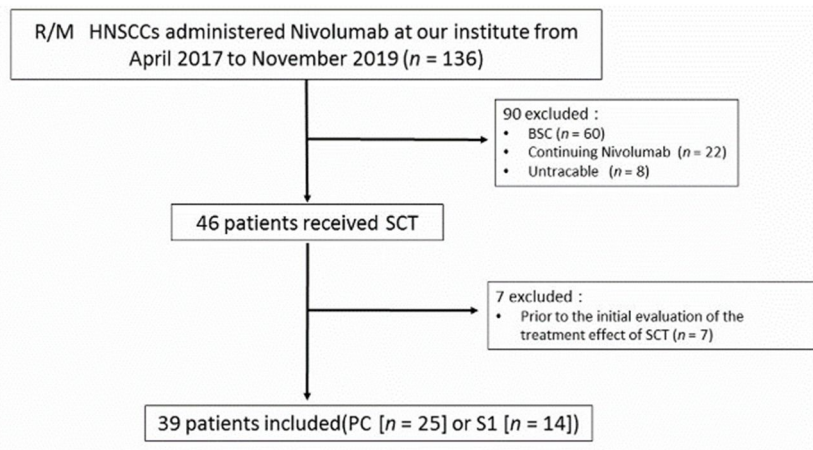 R/M HNSCCs administered Nivolumab at our institute from
April 2017 to November 2019 (n = 136)
90 excluded :
• BSC (n = 60)
• Continuing Nivolumab (n = 22)
• Untracable (n = 8)
46 patients received SCT
7 excluded :
• Prior to the initial evaluation of the
treatment effect of SCT (n = 7)
39 patients included(PC [n = 25] or S1 [n = 14])